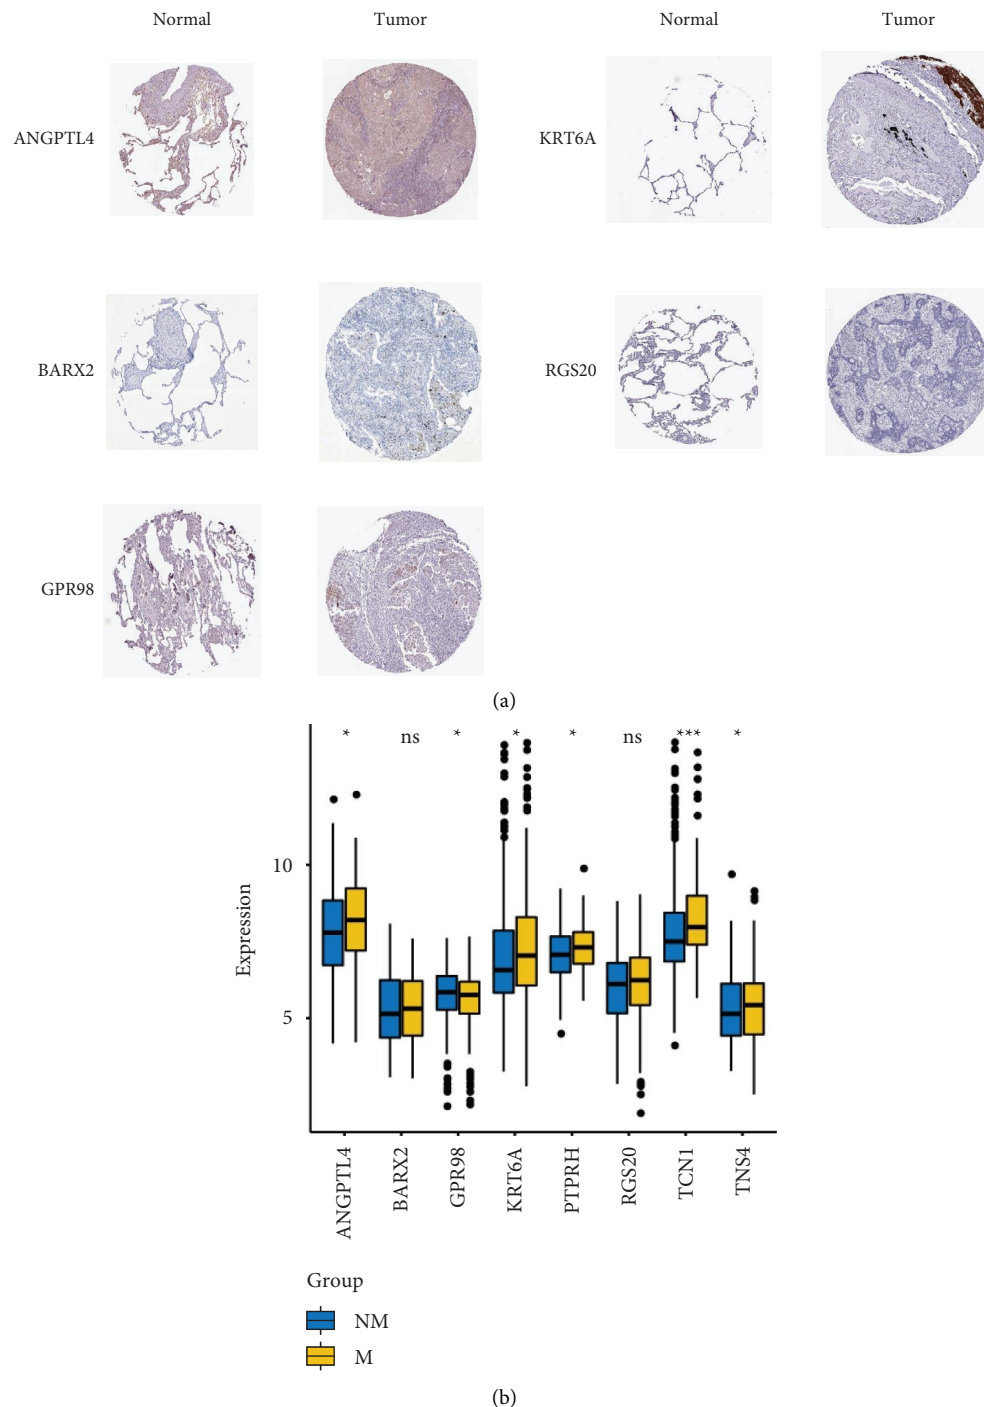 Normal Tumor Normal Tumor
ANGPTL4 KRT6A
BARX2 RGS20
GPR98
(a)
* ns * * * ns *** *
Expression
10
5
ANGPTL4
BARX2
GPR98
KRT6A
PTPRH
RGS20
TCN1
TNS4
Group
NM
M
(b)